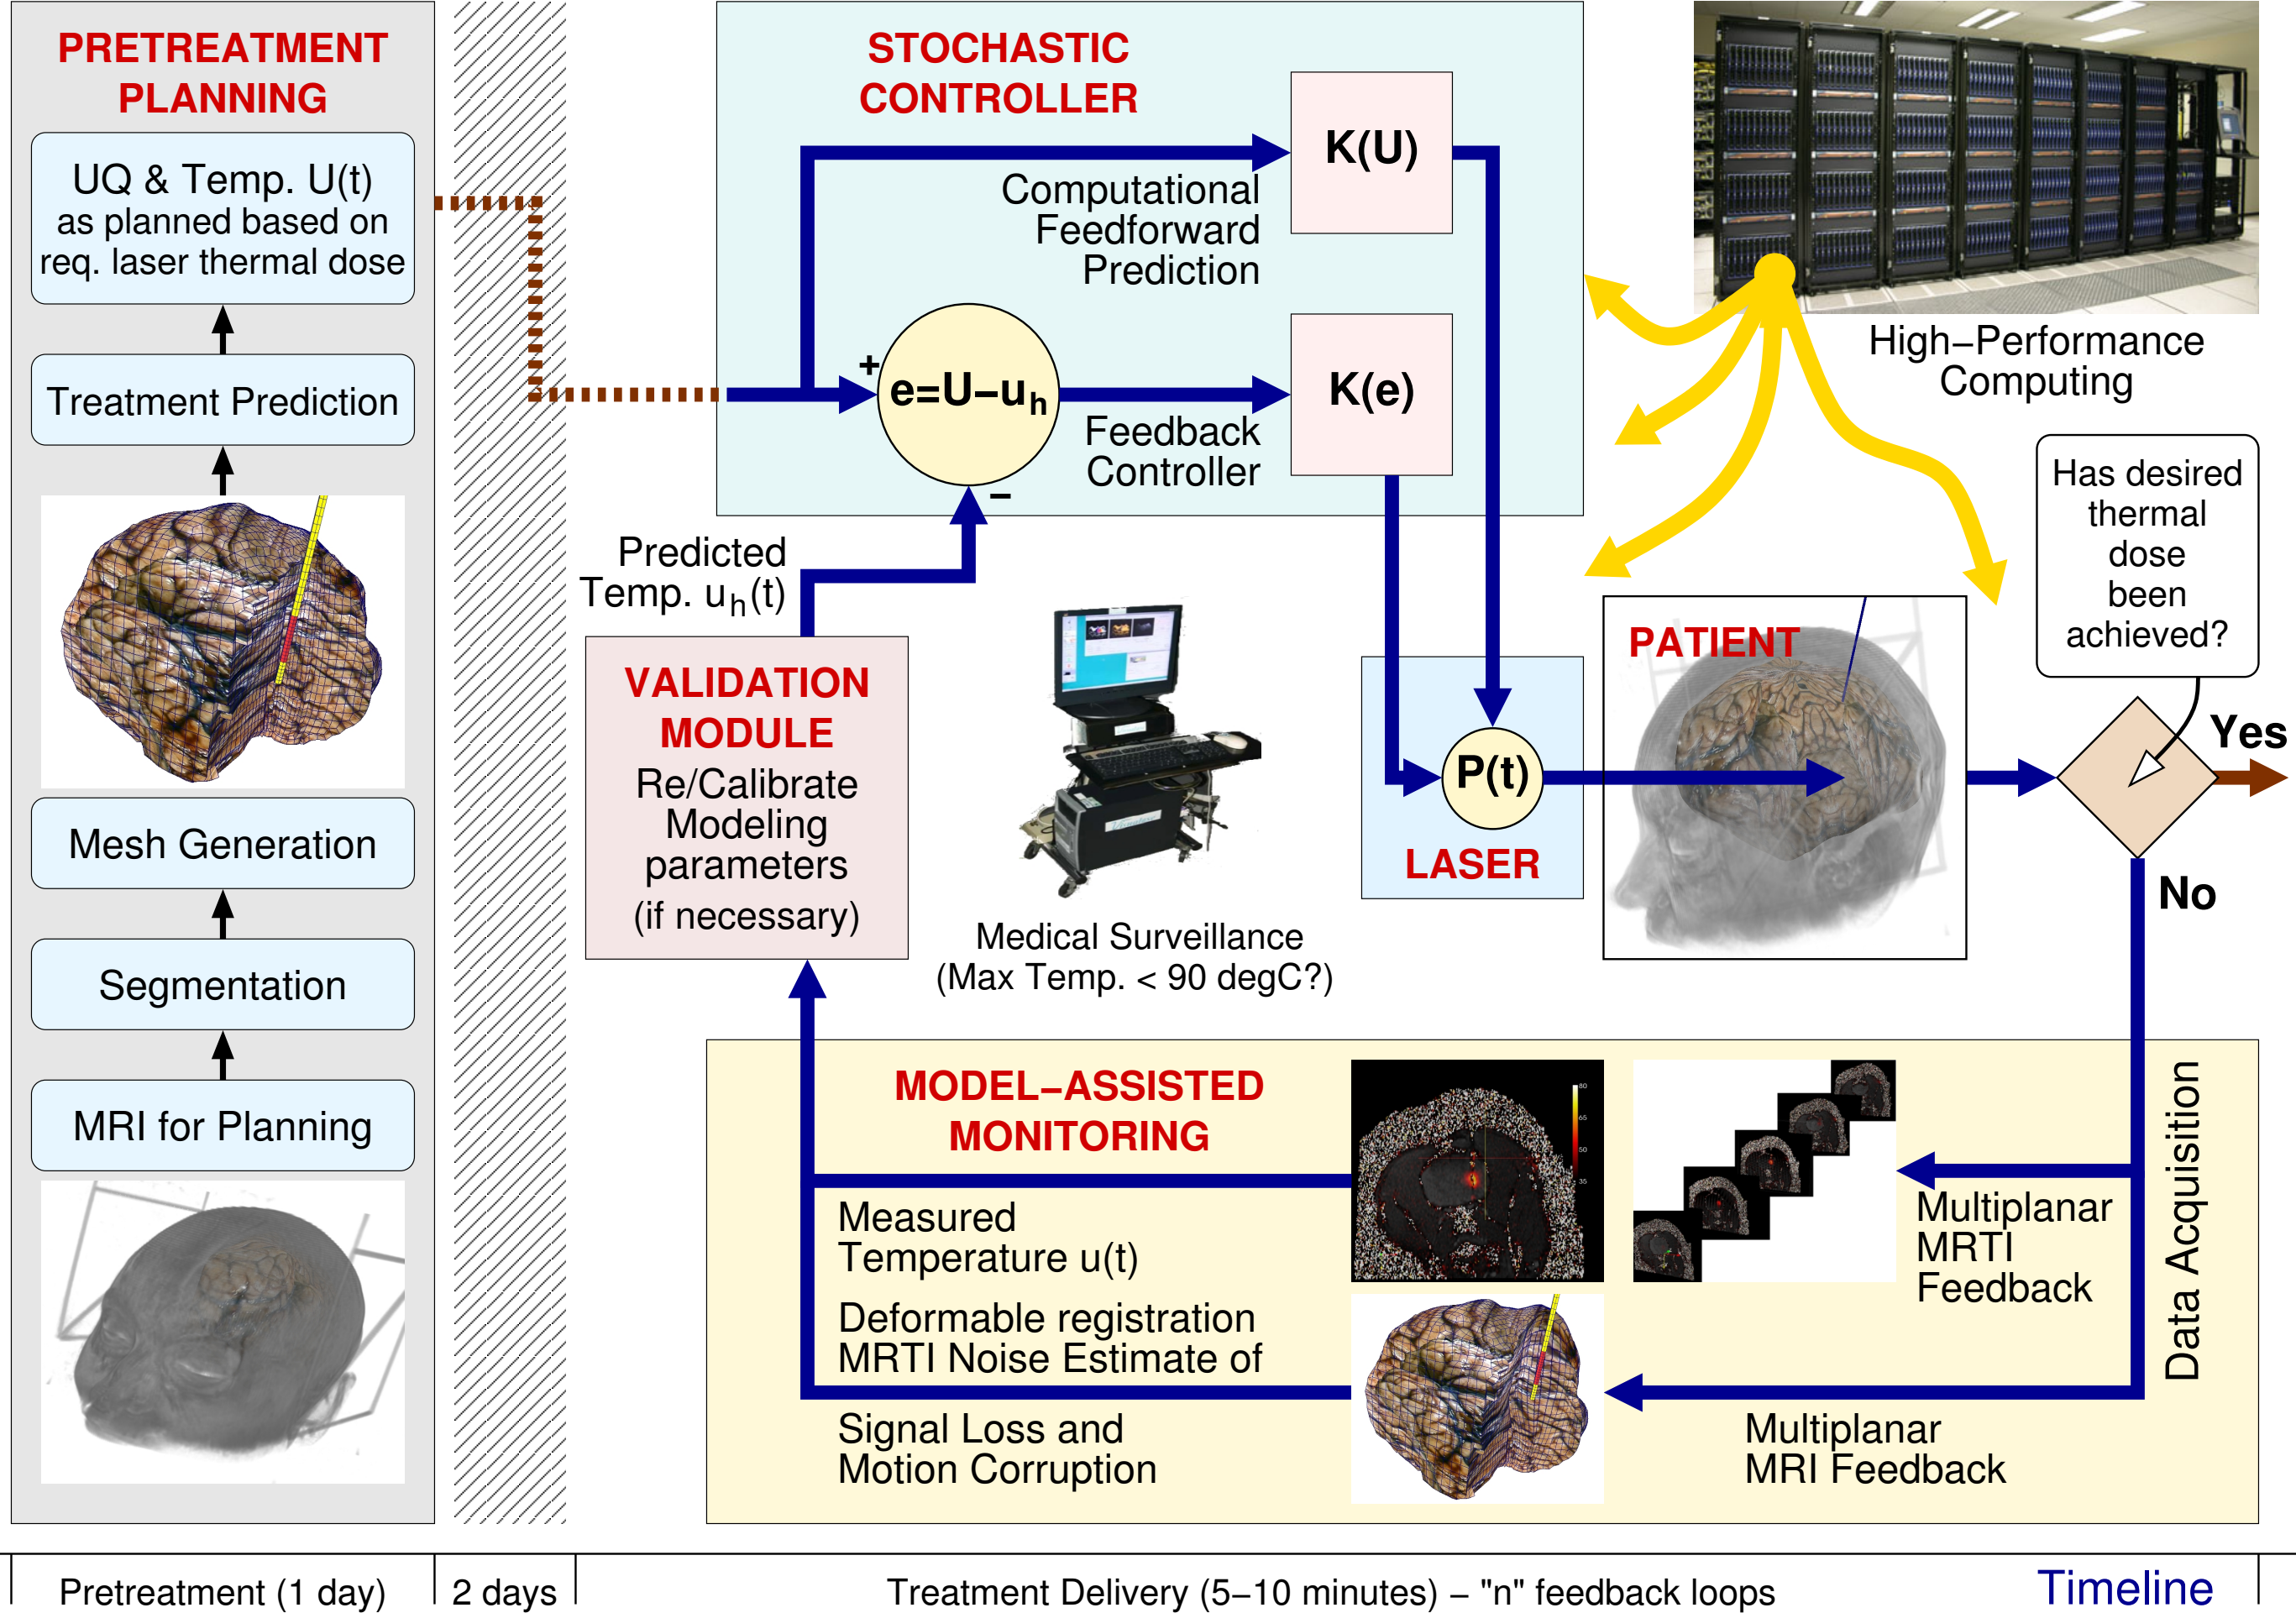 PRETREATMENT
PLANNING
UQ & Temp. U(t)
as planned based on
req. laser thermal dose
Treatment Prediction
Mesh Generation
Segmentation
MRI for Planning
STOCHASTIC
CONTROLLER
K(U)
Computational
Feedforward
Prediction
+
e=U−uh
−
K(e)
Feedback
Controller
High−Performance
Computing
Has desired
thermal
dose
been
achieved?
Yes
No
Predicted
Temp. uh(t)
VALIDATION
MODULE
Re/Calibrate
Modeling
parameters
(if necessary)
Medical Surveillance
(Max Temp. < 90 degC?)
P(t)
LASER
PATIENT
MODEL−ASSISTED
MONITORING
80
65
50
35
Measured
Temperature u(t)
Deformable registration
MRTI Noise Estimate of
Signal Loss and
Motion Corruption
Multiplanar
MRTI
Feedback
Multiplanar
MRI Feedback
Data Acquisition
Pretreatment (1 day)
2 days
Treatment Delivery (5−10 minutes) − "n" feedback loops
Timeline